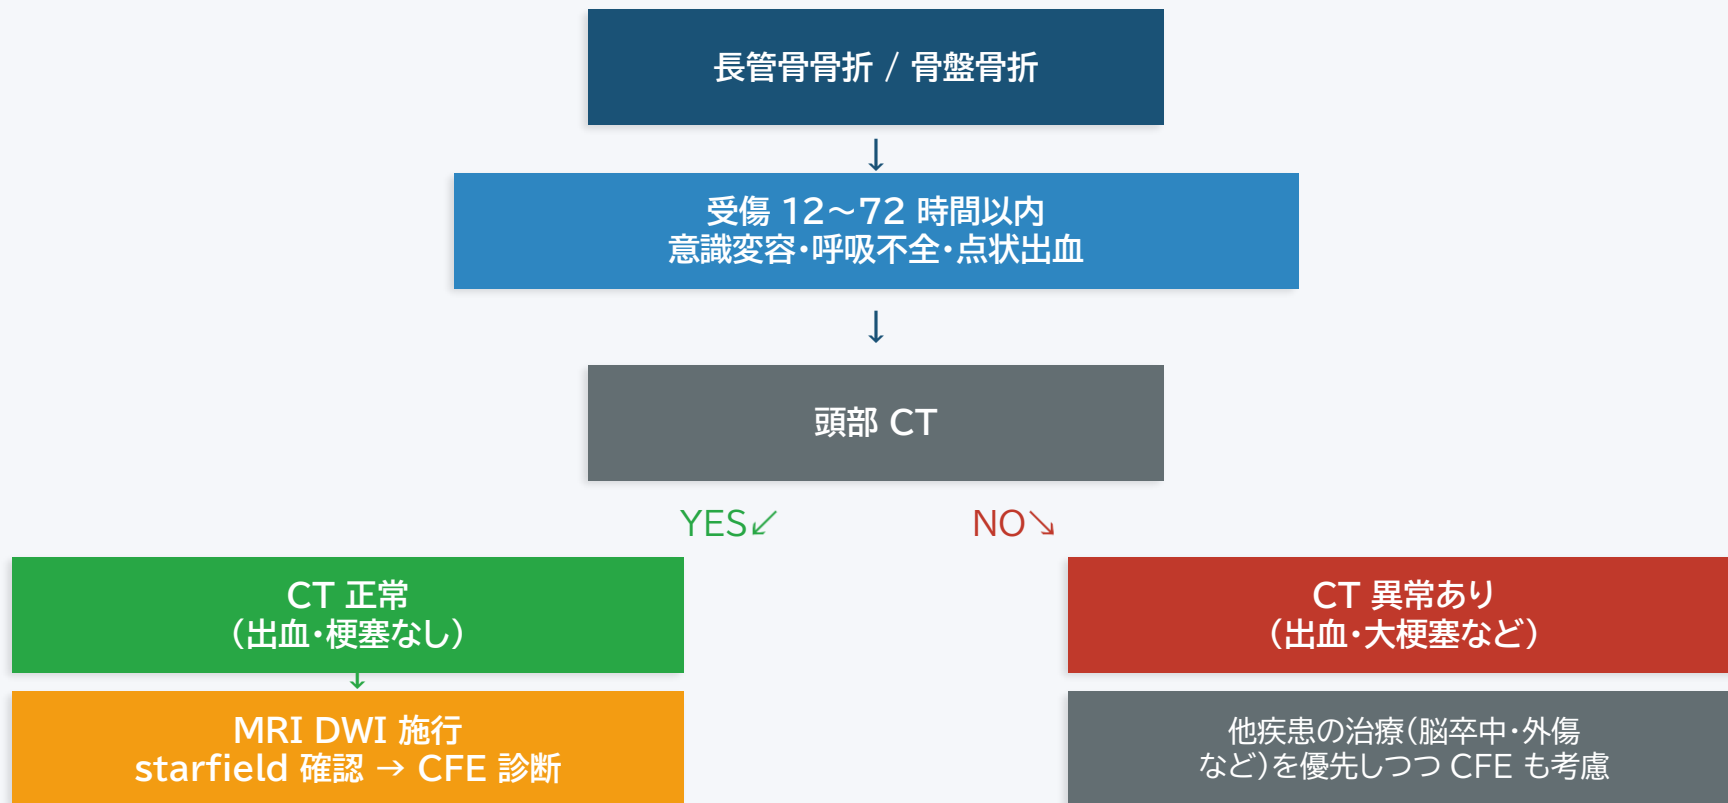 長管骨骨折 / 骨盤骨折
↓
受傷 12～72 時間以内
意識変容・呼吸不全・点状出血
↓
頭部 CT
YES↙ NO↘
CT 正常
（出血・梗塞なし）
CT 異常あり
（出血・大梗塞など）
↓
MRI DWI 施行
starfield 確認 → CFE 診断
他疾患の治療（脳卒中・外傷
など）を優先しつつ CFE も考慮